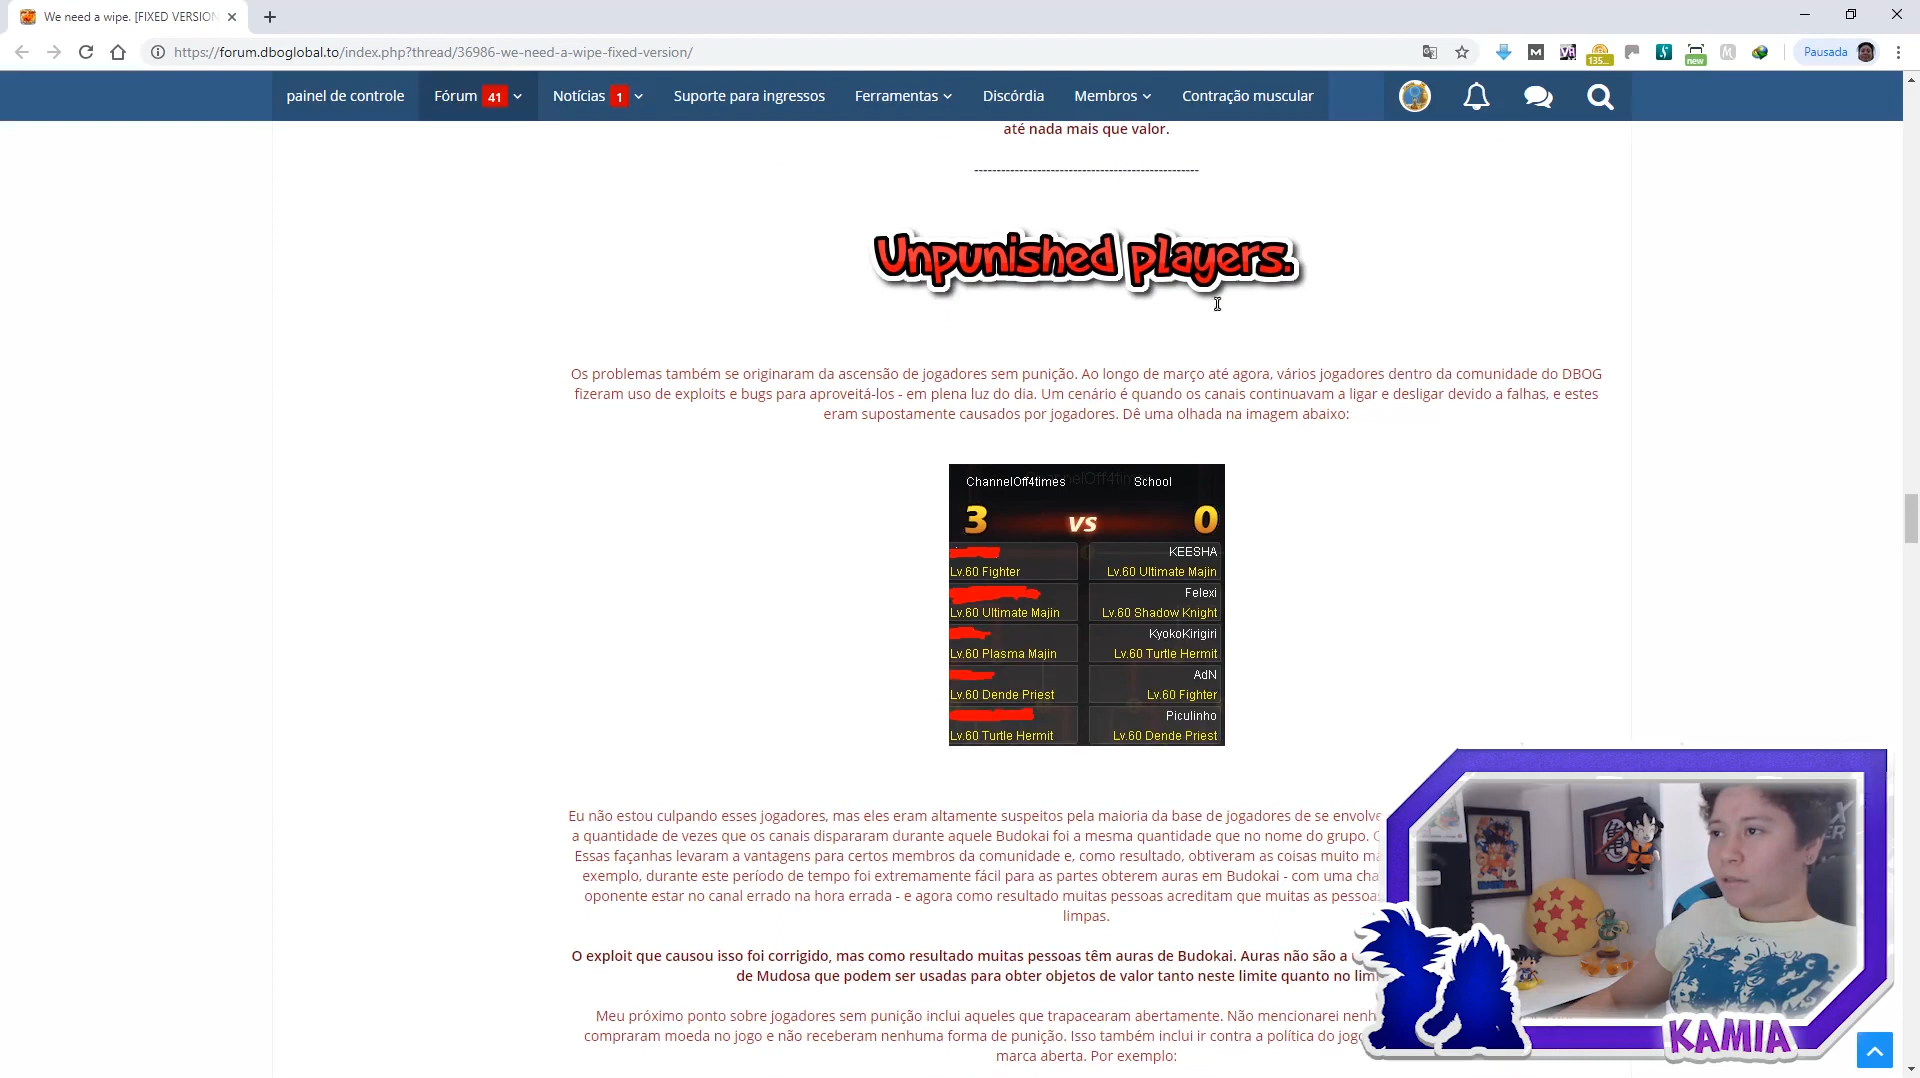 We need a wipe. [FIXED VERSION
https://forum.dboglobal.to/index.php?thread/36986-we-need-a-wipe-fixed-version/
135...
new
Pausada
painel de controle
Fórum 41
Notícias 1
Suporte para ingressos
Ferramentas
Discórdia
Membros
Contração muscular
até nada mais que valor.
--------------------------------------------------
Unpunished players.
Os problemas também se originaram da ascensão de jogadores sem punição. Ao longo de março até agora, vários jogadores dentro da comunidade do DBOG
fizeram uso de exploits e bugs para aproveitá-los - em plena luz do dia. Um cenário é quando os canais continuavam a ligar e desligar devido a falhas, e estes
eram supostamente causados por jogadores. Dê uma olhada na imagem abaixo:
ChannelOff4times School
3 VS 0
KEESHA
Lv.60 Fighter Lv.60 Ultimate Majin
Felexi
Lv.60 Ultimate Majin Lv.60 Shadow Knight
KyokoKirigiri
Lv.60 Plasma Majin Lv.60 Turtle Hermit
AdN
Lv.60 Dende Priest Lv.60 Fighter
Piculinho
Lv.60 Turtle Hermit Lv.60 Dende Priest
Eu não estou culpando esses jogadores, mas eles eram altamente suspeitos pela maioria da base de jogadores de se envolve
a quantidade de vezes que os canais dispararam durante aquele Budokai foi a mesma quantidade que no nome do grupo.
Essas façanhas levaram a vantagens para certos membros da comunidade e, como resultado, obtiveram as coisas muito
exemplo, durante este período de tempo foi extremamente fácil para as partes obterem auras em Budokai - com uma
oponente estar no canal errado na hora errada - e agora como resultado muitas pessoas acreditam que muitas as pessoa
limpas.
O exploit que causou isso foi corrigido, mas como resultado muitas pessoas têm auras de Budokai. Auras não são a
de Mudosa que podem ser usadas para obter objetos de valor tanto neste limite quanto no
Meu próximo ponto sobre jogadores sem punição inclui aqueles que trapacearam abertamente. Não mencionarei
compraram moeda no jogo e não receberam nenhuma forma de punição. Isso também inclui ir contra a política do jogo
marca aberta. Por exemplo:
KAMIA